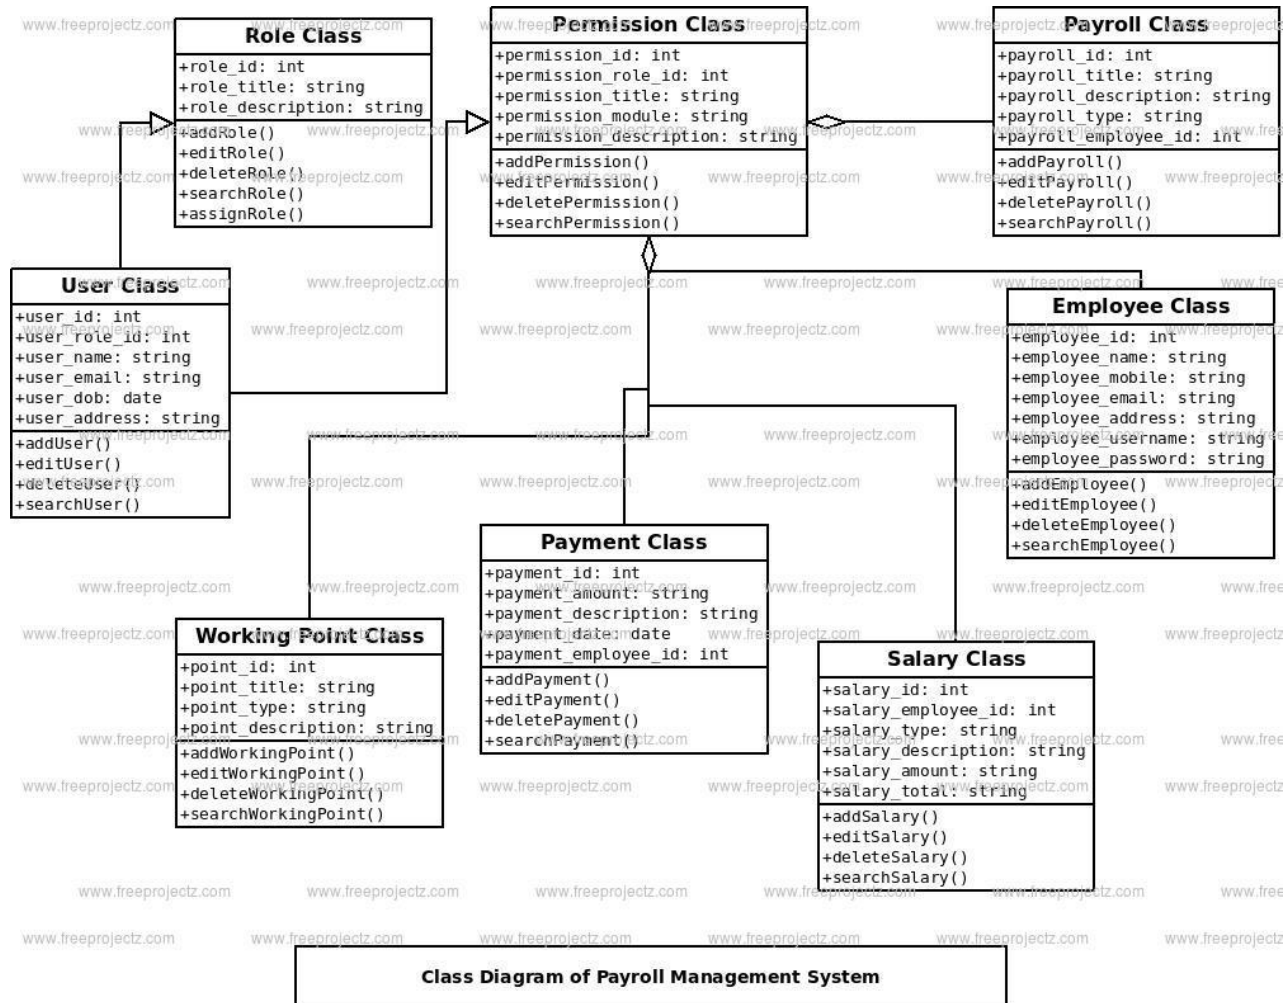 Role Class
+role_id: int
+role_title: string
+role_description: string
+addRole()
+editRole()
+deleteRole()
+searchRole()
+assignRole()
Permission Class
+permission_id: int
+permission_role_id: int
+permission_title: string
+permission_module: string
+permission_description: string
+addPermission()
+editPermission()
+deletePermission()
+searchPermission()
Payroll Class
+payroll_id: int
+payroll_title: string
+payroll_description: string
+payroll_type: string
+payroll_employee_id: int
+addPayroll()
+editPayroll()
+deletePayroll()
+searchPayroll()
User Class
+user_id: int
+user_role_id: int
+user_name: string
+user_email: string
+user_dob: date
+user_address: string
+addUser()
+editUser()
+deleteUser()
+searchUser()
Employee Class
+employee_id: int
+employee_name: string
+employee_mobile: string
+employee_email: string
+employee_address: string
+employee_username: string
+employee_password: string
+addEmployee()
+editEmployee()
+deleteEmployee()
+searchEmployee()
Payment Class
+payment_id: int
+payment_amount: string
+payment_description: string
+payment_date: date
+payment_employee_id: int
+addPayment()
+editPayment()
+deletePayment()
+searchPayment()
Working Point Class
+point_id: int
+point_title: string
+point_type: string
+point_description: string
+addWorkingPoint()
+editWorkingPoint()
+deleteWorkingPoint()
+searchWorkingPoint()
Salary Class
+salary_id: int
+salary_employee_id: int
+salary_type: string
+salary_description: string
+salary_amount: string
+salary_total: string
+addSalary()
+editSalary()
+deleteSalary()
+searchSalary()
Class Diagram of Payroll Management System
www.freeprojectz.com